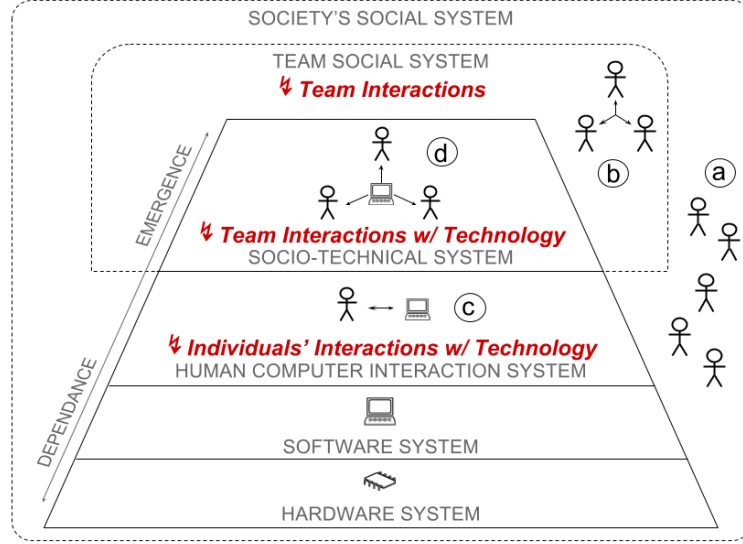 SOCIETY'S SOCIAL SYSTEM
TEAM SOCIAL SYSTEM
↯ Team Interactions
b
a
d
EMERGENCE
↯ Team Interactions w/ Technology
SOCIO-TECHNICAL SYSTEM
c
↯ Individuals' Interactions w/ Technology
HUMAN COMPUTER INTERACTION SYSTEM
DEPENDANCE
SOFTWARE SYSTEM
HARDWARE SYSTEM